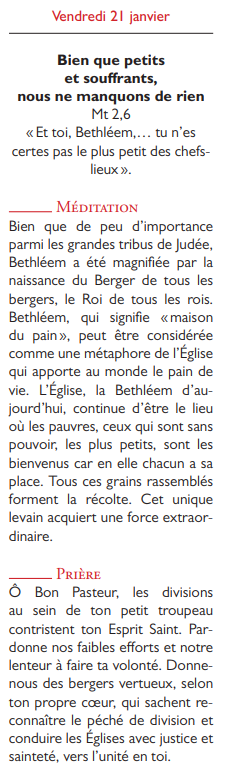 Vendredi 21 janvier
Bien que petits
et souffrants,
nous ne manquons de rien
Mt 2,6
« Et toi, Bethléem,… tu n'es
certes pas le plus petit des chefs-
lieux ».
Méditation
Bien que de peu d'importance
parmi les grandes tribus de Judée,
Bethléem a été magnifiée par la
naissance du Berger de tous les
bergers, le Roi de tous les rois.
Bethléem, qui signifie « maison
du pain », peut être considérée
comme une métaphore de l'Église
qui apporte au monde le pain de
vie. L'Église, la Bethléem d'au-
jourd'hui, continue d'être le lieu
où les pauvres, ceux qui sont sans
pouvoir, les plus petits, sont les
bienvenus car en elle chacun a sa
place. Tous ces grains rassemblés
forment la récolte. Cet unique
levain acquiert une force extraor-
dinaire.
Prière
Ô Bon Pasteur, les divisions
au sein de ton petit troupeau
contristent ton Esprit Saint. Par-
donne nos faibles efforts et notre
lenteur à faire ta volonté. Donne-
nous des bergers vertueux, selon
ton propre cœur, qui sachent re-
connaître le péché de division et
conduire les Églises avec justice et
sainteté, vers l'unité en toi.